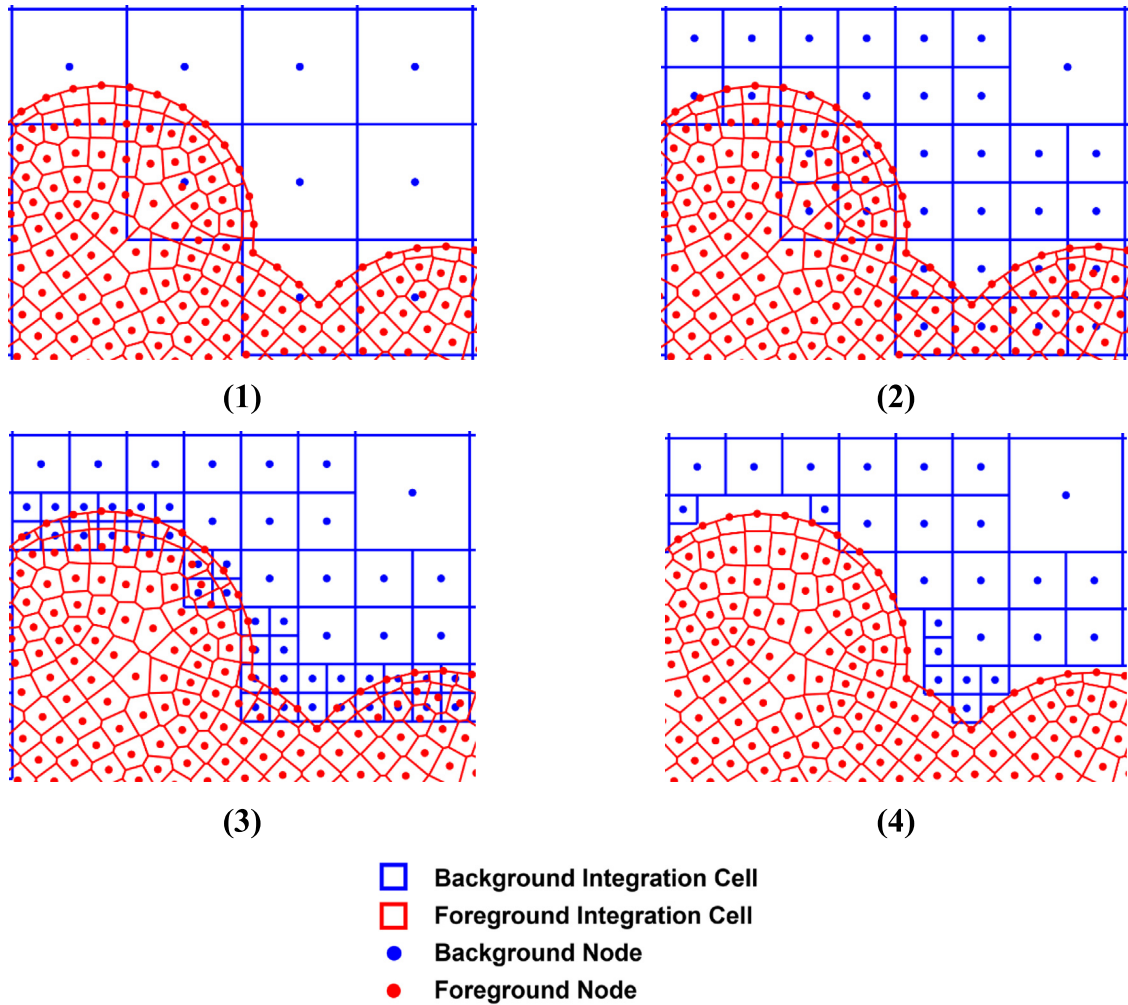 (1)
(2)
(3)
(4)
Background Integration Cell
Foreground Integration Cell
Background Node
Foreground Node